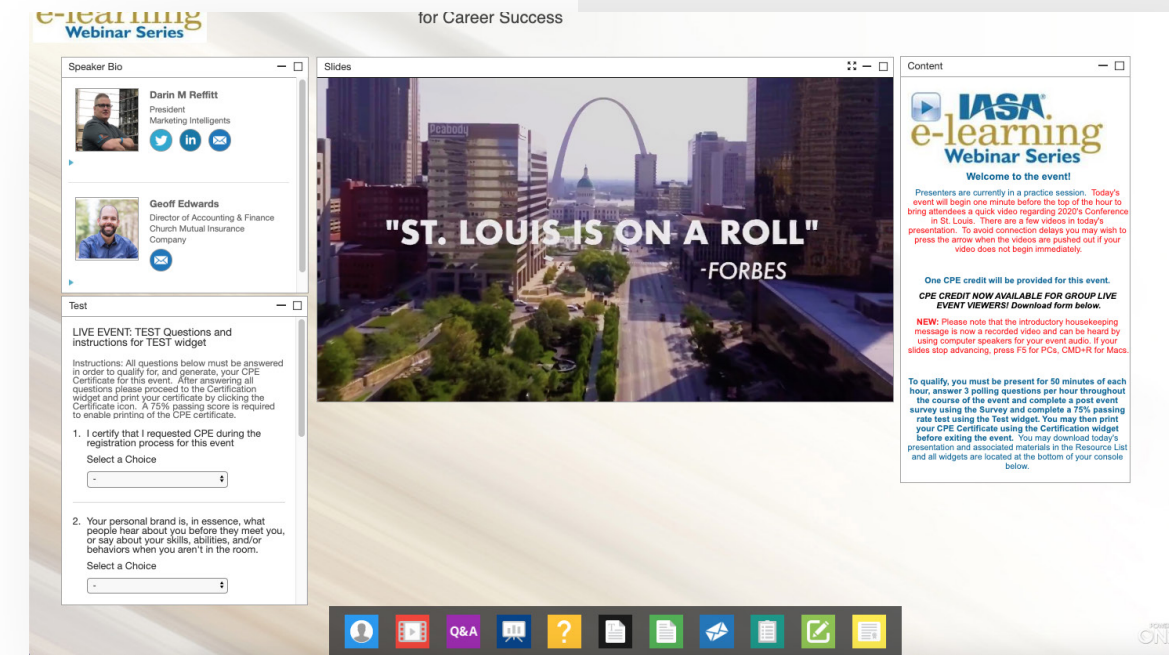 e-learning
Webinar Series
for Career Success
Speaker Bio
Darin M Reffitt
President
Marketing Intelligents
Geoff Edwards
Director of Accounting & Finance
Church Mutual Insurance
Company
Test
LIVE EVENT: TEST Questions and
instructions for TEST widget
Instructions: All questions below must be answered
in order to qualify for, and generate, your CPE
Certificate for this event. After answering all
questions please proceed to the Certification
widget and print your certificate by clicking the
Certificate icon. A 75% passing score is required
to enable printing of the CPE certificate.
1. I certify that I requested CPE during the
registration process for this event
Select a Choice
-
2. Your personal brand is, in essence, what
people hear about you before they meet you,
or say about your skills, abilities, and/or
behaviors when you aren't in the room.
Select a Choice
-
Slides
Peabody
"ST. LOUIS IS ON A ROLL"
-FORBES
Content
IASA
e-learning
Webinar Series
Welcome to the event!
Presenters are currently in a practice session. Today's
event will begin one minute before the top of the hour to
bring attendees a quick video regarding 2020's Conference
in St. Louis. There are a few videos in today's
presentation. To avoid connection delays you may wish to
press the arrow when the videos are pushed out if your
video does not begin immediately.
One CPE credit will be provided for this event.
CPE CREDIT NOW AVAILABLE FOR GROUP LIVE
EVENT VIEWERS! Download form below.
NEW: Please note that the introductory housekeeping
message is now a recorded video and can be heard by
using computer speakers for your event audio. If your
slides stop advancing, press F5 for PCs, CMD+R for Macs.
To qualify, you must be present for 50 minutes of each
hour, answer 3 polling questions per hour throughout
the course of the event and complete a post event
survey using the Survey and complete a 75% passing
rate test using the Test widget. You may then print
your CPE Certificate using the Certification widget
before exiting the event. You may download today's
presentation and associated materials in the Resource List
and all widgets are located at the bottom of your console
below.
Q&A